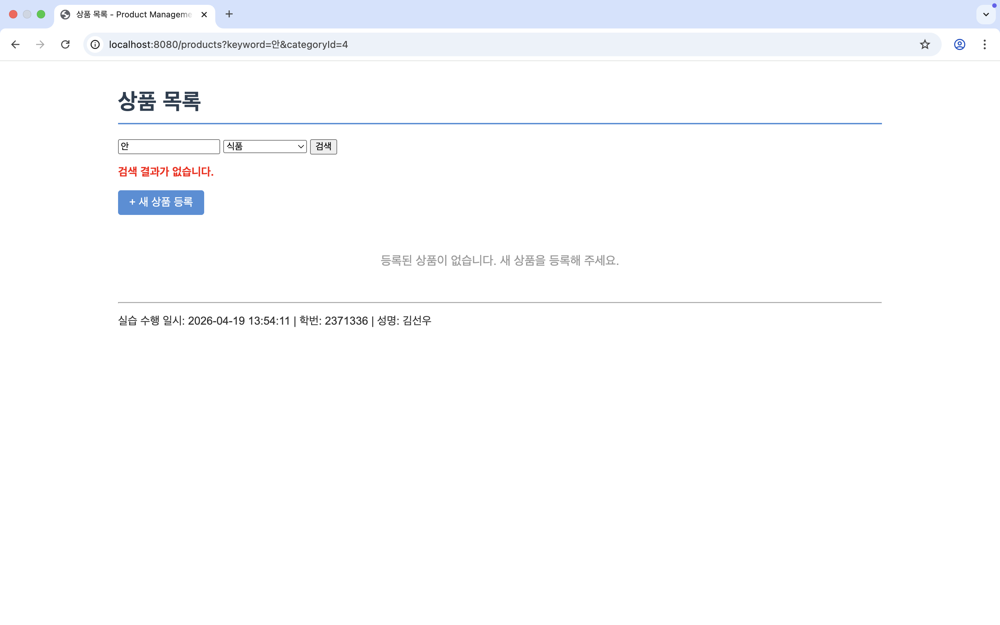 상품 목록 - Product Manageme
localhost:8080/products?keyword=안&categoryId=4
상품 목록
안 식품 검색
검색 결과가 없습니다.
+ 새 상품 등록
등록된 상품이 없습니다. 새 상품을 등록해 주세요.
실습 수행 일시: 2026-04-19 13:54:11 | 학번: 2371336 | 성명: 김선우